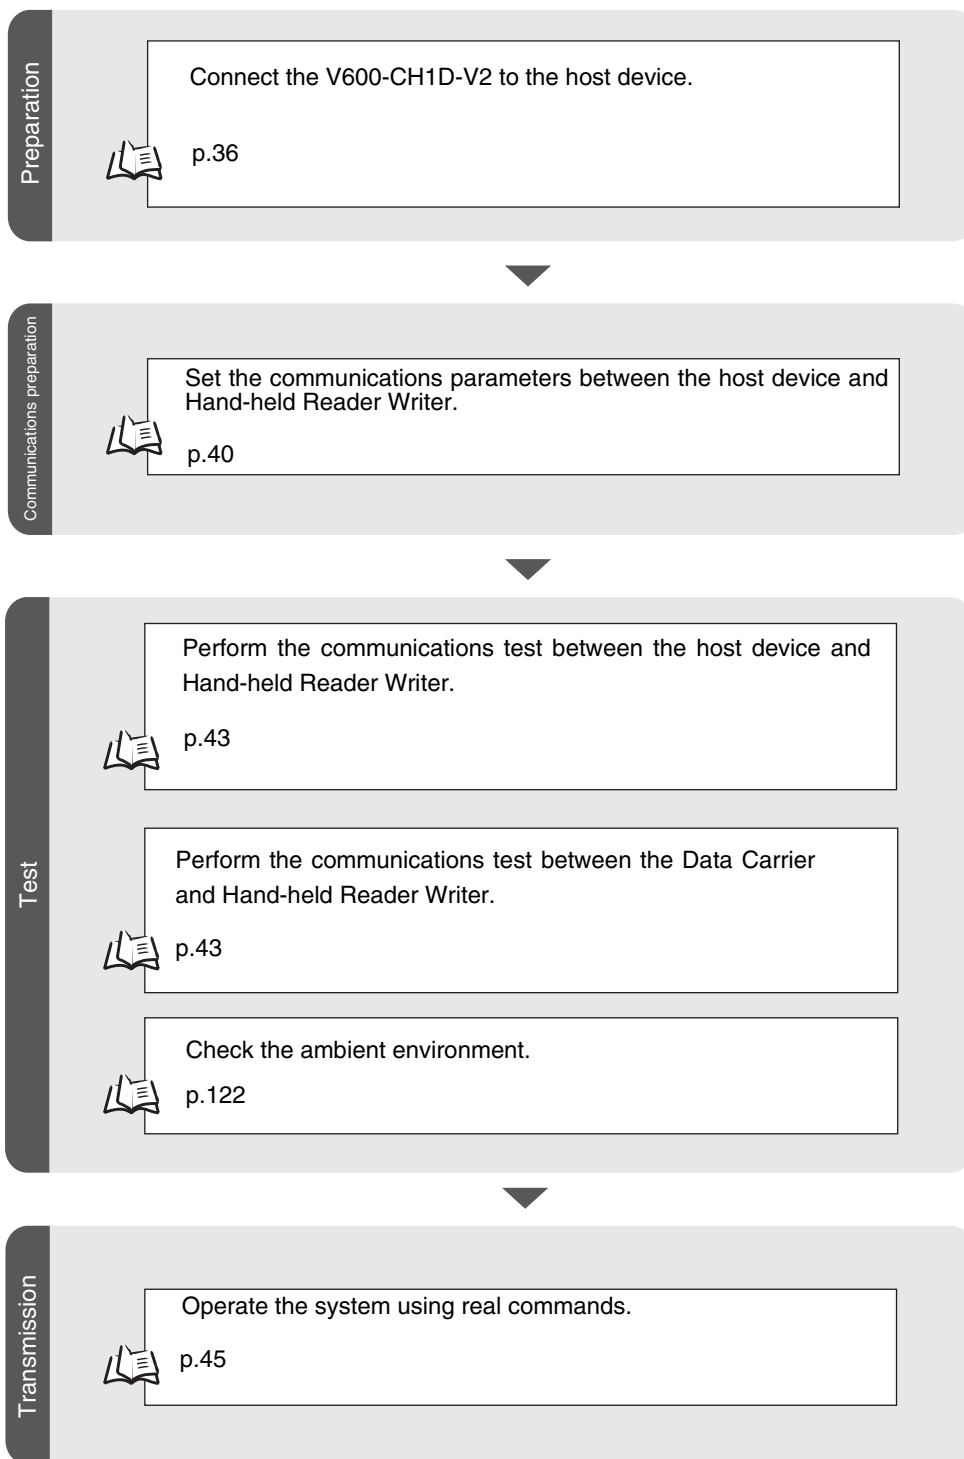 Preparation
Connect the V600-CH1D-V2 to the host device.
p.36
Communications preparation
Set the communications parameters between the host device and
Hand-held Reader Writer.
p.40
Test
Perform the communications test between the host device and
Hand-held Reader Writer.
p.43
Perform the communications test between the Data Carrier
and Hand-held Reader Writer.
p.43
Check the ambient environment.
p.122
Transmission
Operate the system using real commands.
p.45